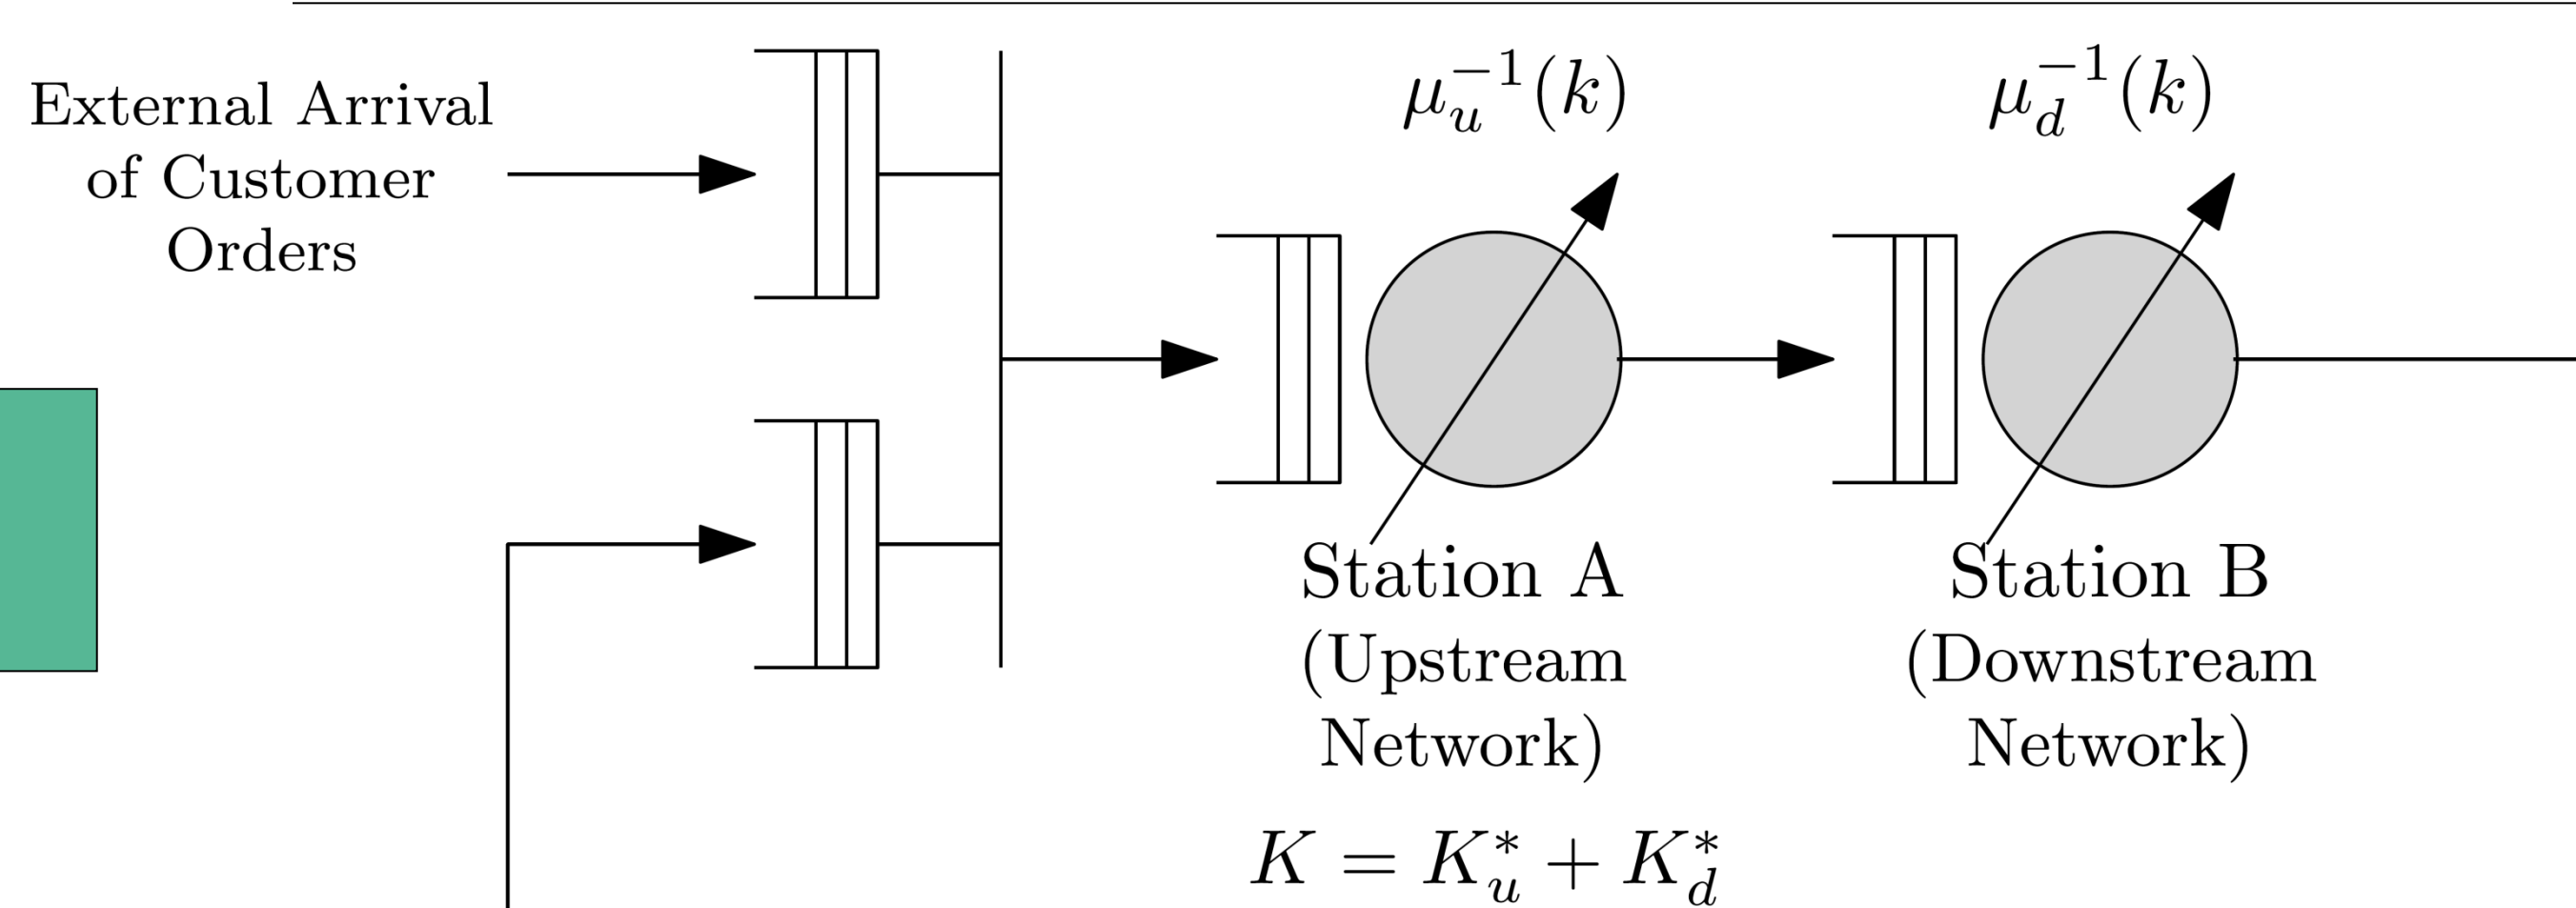 External Arrival
of Customer
Orders
μ_u^{-1}(k)
μ_d^{-1}(k)
Station A
(Upstream
Network)
Station B
(Downstream
Network)
K = K_u^* + K_d^*